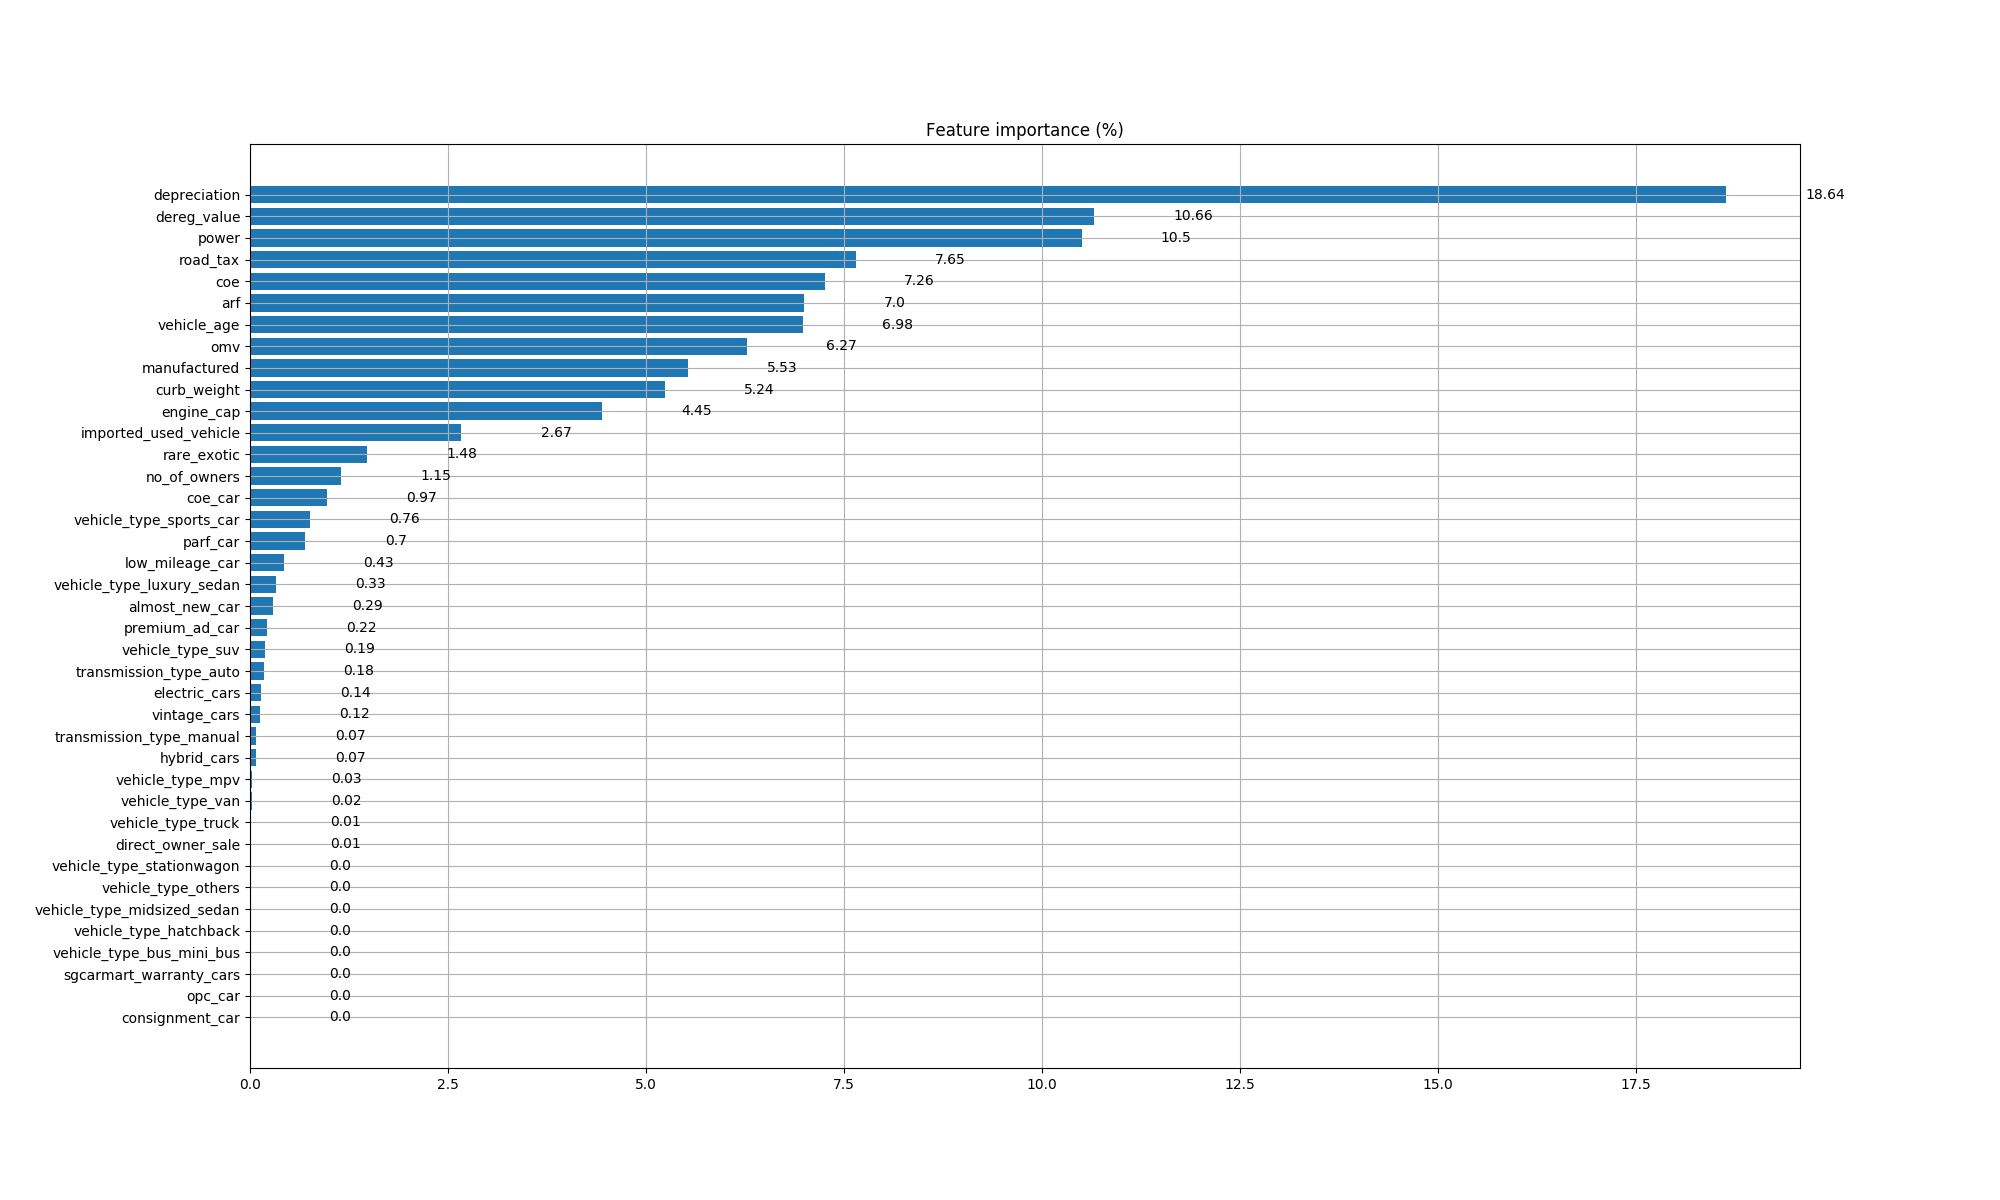 Feature importance (%)
depreciation 18.64
dereg_value 10.66
power 10.5
road_tax 7.65
coe 7.26
arf 7.0
vehicle_age 6.98
omv 6.27
manufactured 5.53
curb_weight 5.24
engine_cap 4.45
imported_used_vehicle 2.67
rare_exotic 1.48
no_of_owners 1.15
coe_car 0.97
vehicle_type_sports_car 0.76
parf_car 0.7
low_mileage_car 0.43
vehicle_type_luxury_sedan 0.33
almost_new_car 0.29
premium_ad_car 0.22
vehicle_type_suv 0.19
transmission_type_auto 0.18
electric_cars 0.14
vintage_cars 0.12
transmission_type_manual 0.07
hybrid_cars 0.07
vehicle_type_mpv 0.03
vehicle_type_van 0.02
vehicle_type_truck 0.01
direct_owner_sale 0.01
vehicle_type_stationwagon 0.0
vehicle_type_others 0.0
vehicle_type_midsized_sedan 0.0
vehicle_type_hatchback 0.0
vehicle_type_bus_mini_bus 0.0
sgcarmart_warranty_cars 0.0
opc_car 0.0
consignment_car 0.0
0.0 2.5 5.0 7.5 10.0 12.5 15.0 17.5